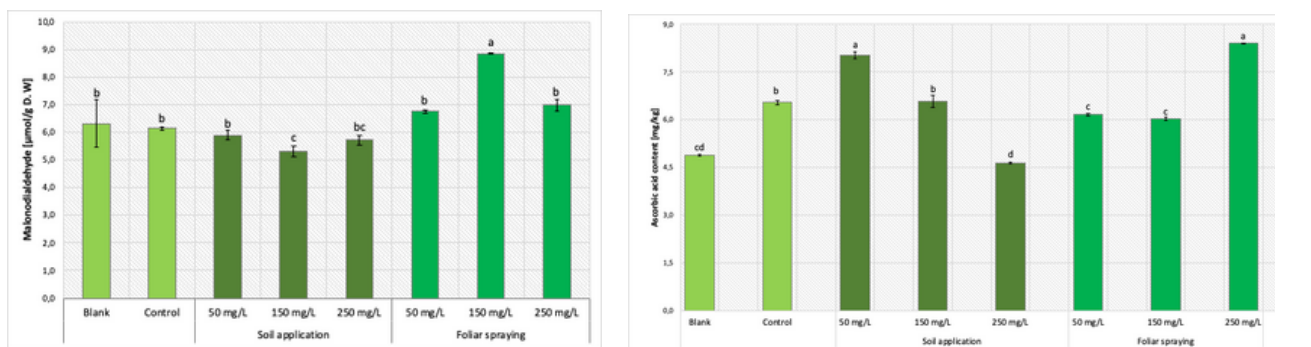 10,0
9,0
8,0
7,0
6,0
5,0
4,0
3,0
2,0
1,0
0,0
Malonodialdehyde [µmol/g D. W]
b
b
b
c
bc
b
a
b
Blank Control 50 mg/L 150 mg/L 250 mg/L 50 mg/L 150 mg/L 250 mg/L
Soil application Foliar spraying
9,0
7,5
6,0
4,5
3,0
1,5
0,0
Ascorbic acid content [mg/kg]
cd
b
a
b
d
c
c
a
Blank Control 50 mg/L 150 mg/L 250 mg/L 50 mg/L 150 mg/L 250 mg/L
Soil application Foliar spraying